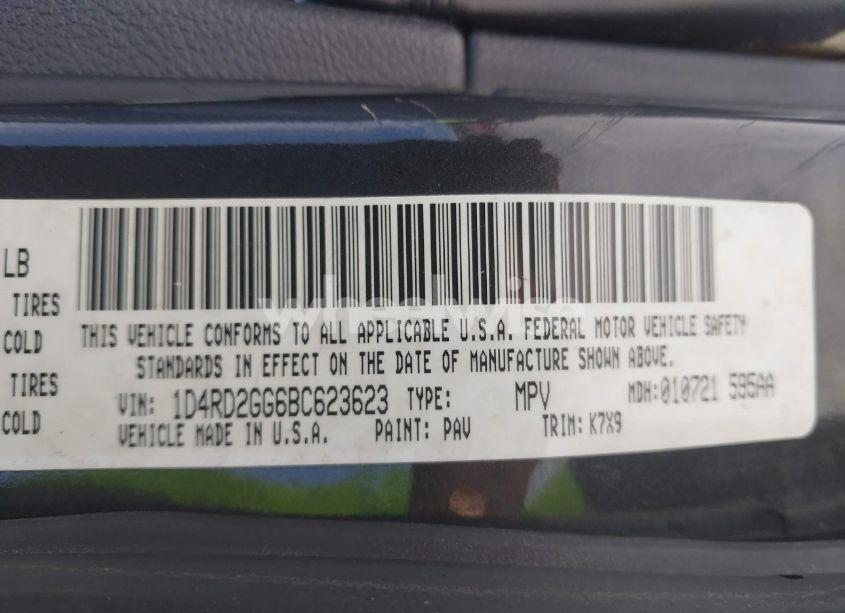 LB
TIRES
COLD
TIRES
COLD
wheelwise
THIS VEHICLE CONFORMS TO ALL APPLICABLE U.S.A. FEDERAL MOTOR VEHICLE SAFETY
STANDARDS IN EFFECT ON THE DATE OF MANUFACTURE SHOWN ABOVE.
VIN: 1D4RD2GG6BC623623 TYPE: MPV MDH:010721 595AA
VEHICLE MADE IN U.S.A. PAINT: PAV TRIM: K7X9